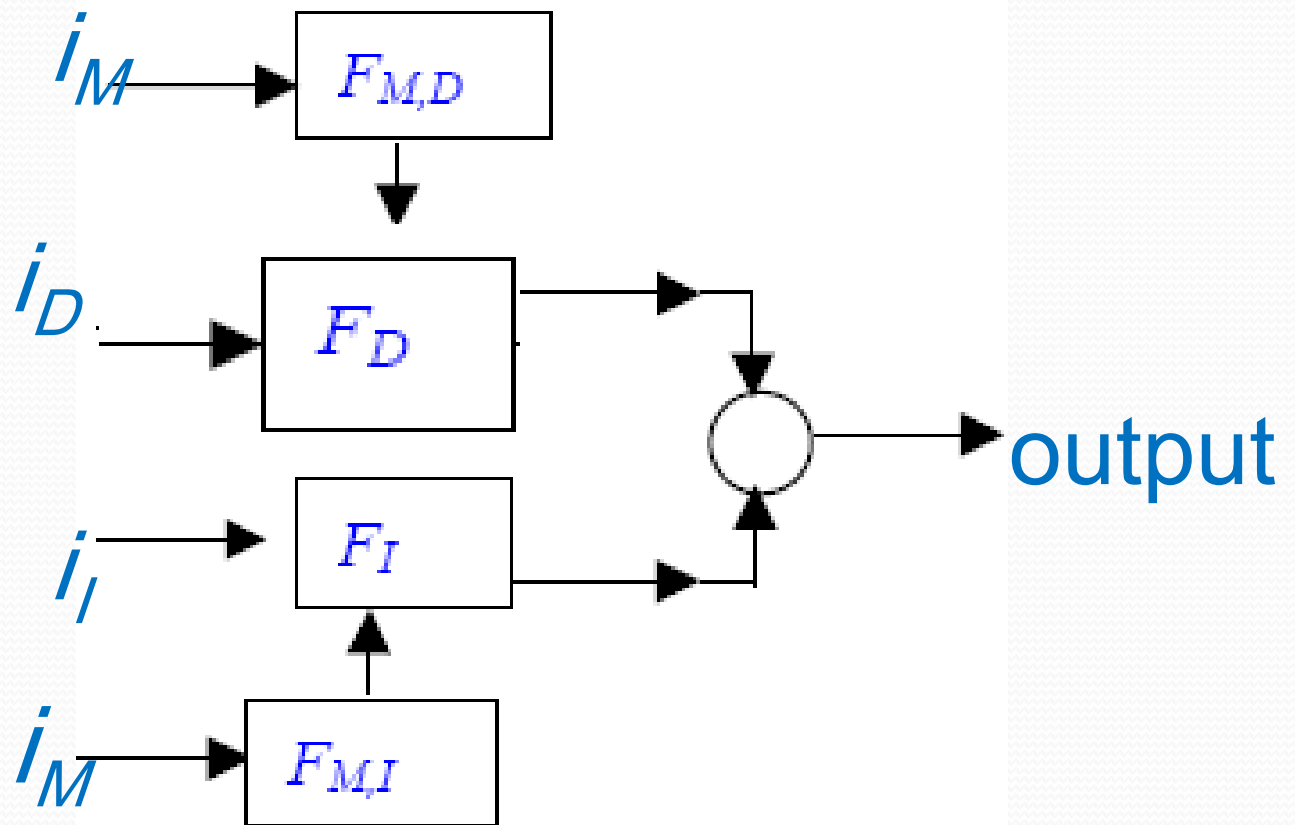 i_M
F_{M,D}
i_D
F_D
output
i_I
F_I
i_M
F_{M,I}